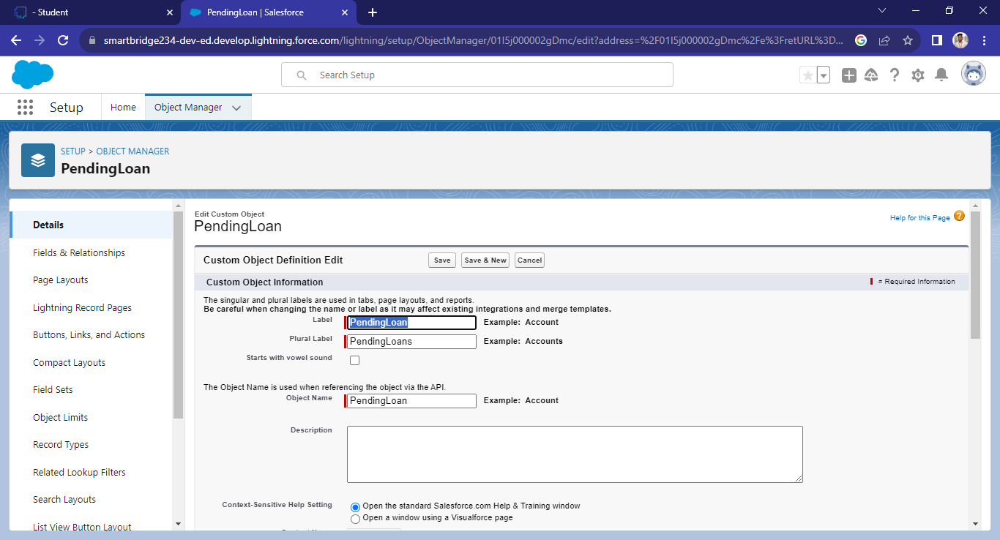 - Student
PendingLoan | Salesforce
smartbridge234-dev-ed.develop.lightning.force.com/lightning/setup/ObjectManager/01I5j000002gDmc/edit?address=%2F01I5j000002gDmc%2Fe%3FretURL%3D...
Search Setup
Setup
Home
Object Manager
SETUP > OBJECT MANAGER
PendingLoan
Details
Fields & Relationships
Page Layouts
Lightning Record Pages
Buttons, Links, and Actions
Compact Layouts
Field Sets
Object Limits
Record Types
Related Lookup Filters
Search Layouts
List View Button Layout
Edit Custom Object
PendingLoan
Help for this Page
Custom Object Definition Edit
Save
Save & New
Cancel
Custom Object Information
= Required Information
The singular and plural labels are used in tabs, page layouts, and reports.
Be careful when changing the name or label as it may affect existing integrations and merge templates.
Label PendingLoan Example: Account
Plural Label PendingLoans Example: Accounts
Starts with vowel sound
The Object Name is used when referencing the object via the API.
Object Name PendingLoan Example: Account
Description
Context-Sensitive Help Setting Open the standard Salesforce.com Help & Training window
Open a window using a Visualforce page